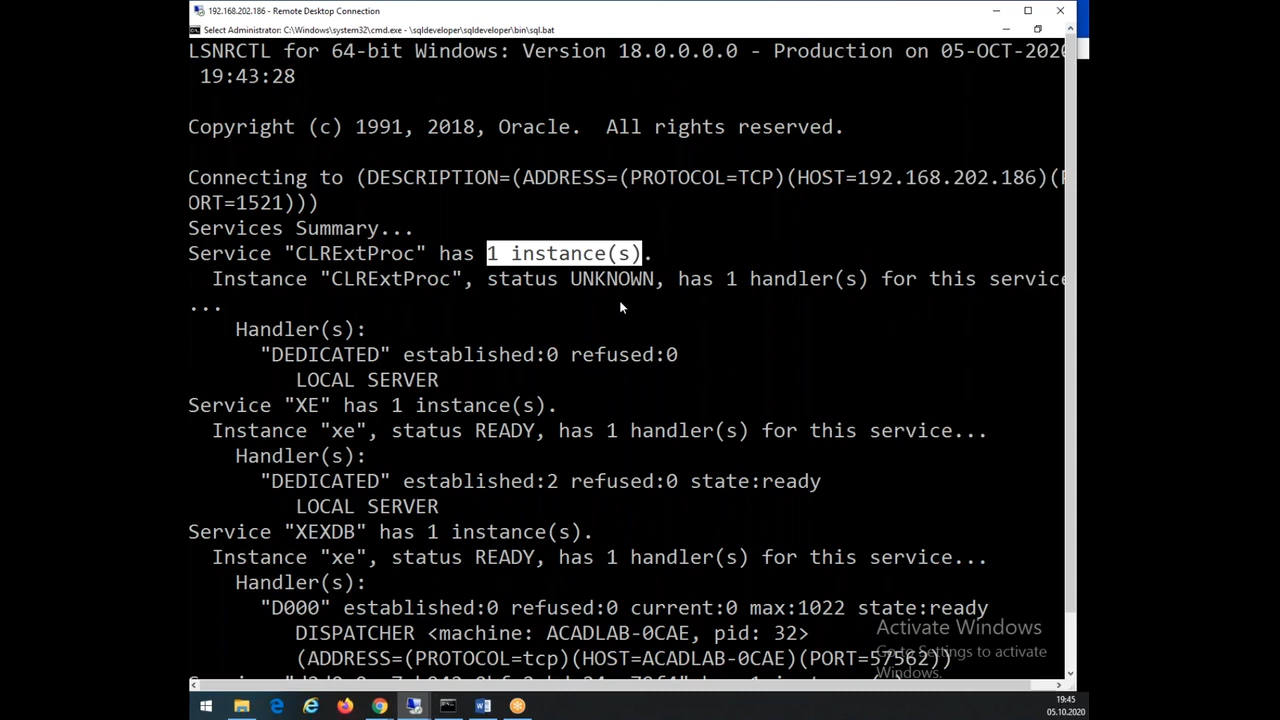 192.168.202.186 - Remote Desktop Connection
Select Administrator: C:\Windows\system32\cmd.exe - \sqldeveloper\sqldeveloper\bin\sql.bat
LSNRCTL for 64-bit Windows: Version 18.0.0.0.0 - Production on 05-OCT-2020
19:43:28
Copyright (c) 1991, 2018, Oracle.  All rights reserved.
Connecting to (DESCRIPTION=(ADDRESS=(PROTOCOL=TCP)(HOST=192.168.202.186)(P
ORT=1521)))
Services Summary...
Service "CLRExtProc" has 1 instance(s).
Instance "CLRExtProc", status UNKNOWN, has 1 handler(s) for this service
...
Handler(s):
"DEDICATED" established:0 refused:0
LOCAL SERVER
Service "XE" has 1 instance(s).
Instance "xe", status READY, has 1 handler(s) for this service...
Handler(s):
"DEDICATED" established:2 refused:0 state:ready
LOCAL SERVER
Service "XEXDB" has 1 instance(s).
Instance "xe", status READY, has 1 handler(s) for this service...
Handler(s):
"D000" established:0 refused:0 current:0 max:1022 state:ready
DISPATCHER <machine: ACADLAB-0CAE, pid: 32>
(ADDRESS=(PROTOCOL=tcp)(HOST=ACADLAB-0CAE)(PORT=57562))
Activate Windows
Go to Settings to activate
Windows.
19:45
05.10.2020